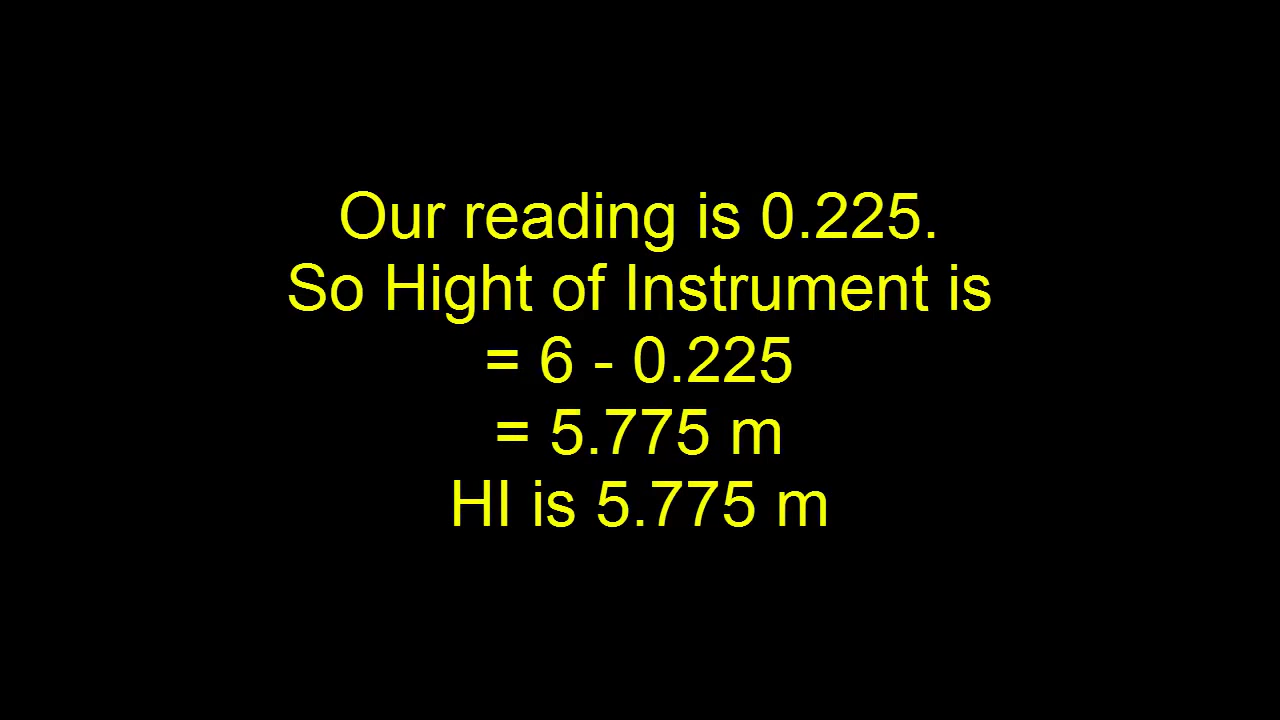 Our reading is 0.225.
So Hight of Instrument is
= 6 - 0.225
= 5.775 m
HI is 5.775 m